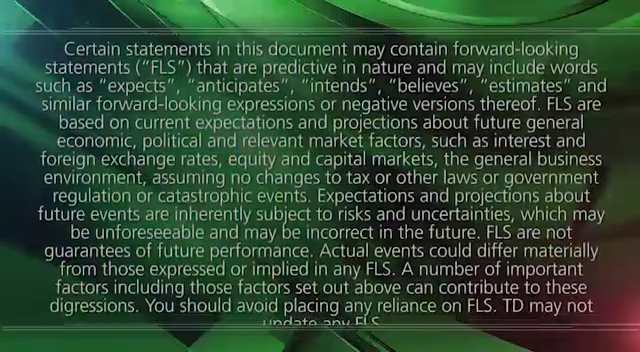 Certain statements in this document may contain forward-looking
statements (“FLS”) that are predictive in nature and may include words
such as “expects”, “anticipates”, “intends”, “believes”, “estimates” and
similar forward-looking expressions or negative versions thereof. FLS are
based on current expectations and projections about future general
economic, political and relevant market factors, such as interest and
foreign exchange rates, equity and capital markets, the general business
environment, assuming no changes to tax or other laws or government
regulation or catastrophic events. Expectations and projections about
future events are inherently subject to risks and uncertainties, which may
be unforeseeable and may be incorrect in the future. FLS are not
guarantees of future performance. Actual events could differ materially
from those expressed or implied in any FLS. A number of important
factors including those factors set out above can contribute to these
digressions. You should avoid placing any reliance on FLS. TD may not
update any FLS